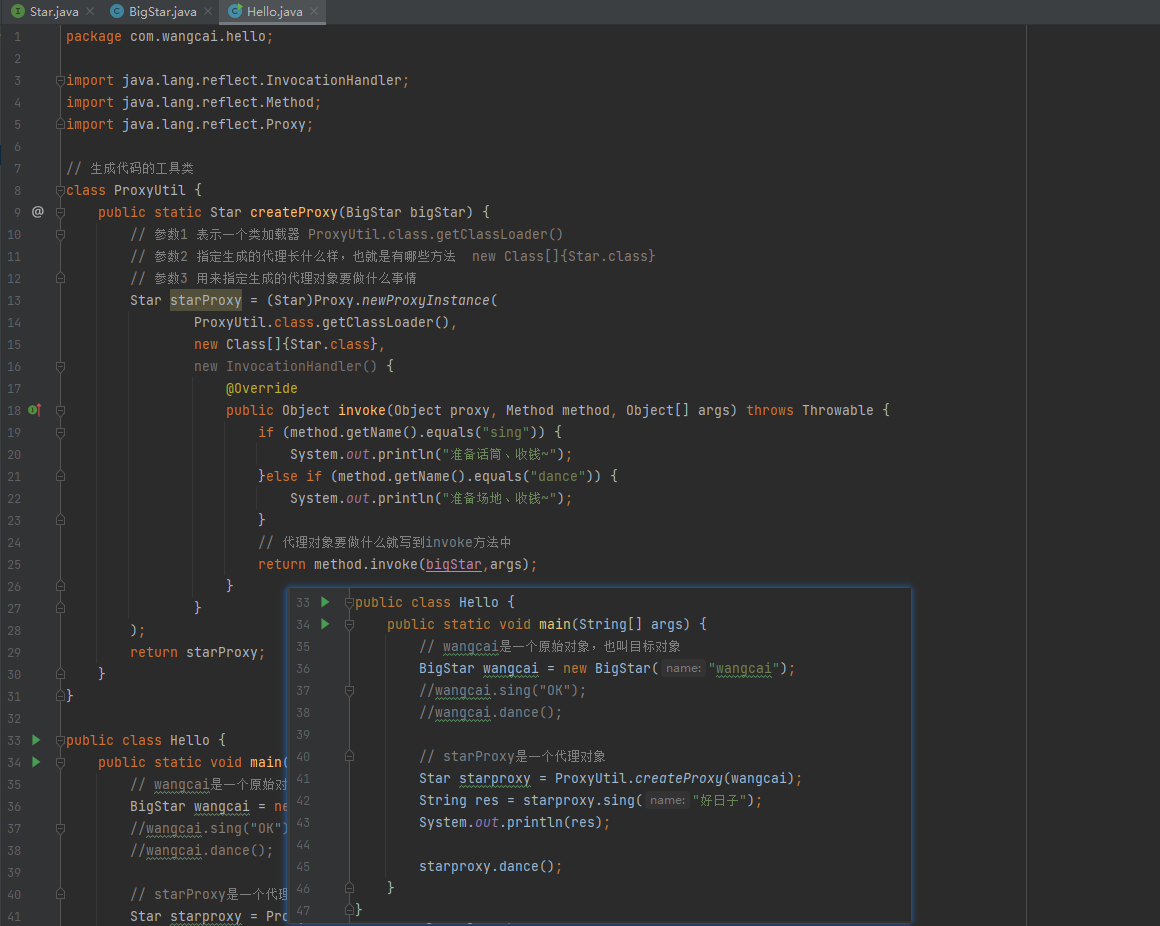 Star.java
BigStar.java
Hello.java
1 package com.wangcai.hello;
2
3 import java.lang.reflect.InvocationHandler;
4 import java.lang.reflect.Method;
5 import java.lang.reflect.Proxy;
6
7 // 生成代码的工具类
8 class ProxyUtil {
9 @ public static Star createProxy(BigStar bigStar) {
10 // 参数1 表示一个类加载器 ProxyUtil.class.getClassLoader()
11 // 参数2 指定生成的代理长什么样，也就是有哪些方法 new Class[]{Star.class}
12 // 参数3 用来指定生成的代理对象要做什么事情
13 Star starProxy = (Star)Proxy.newProxyInstance(
14 ProxyUtil.class.getClassLoader(),
15 new Class[]{Star.class},
16 new InvocationHandler() {
17 @Override
18 public Object invoke(Object proxy, Method method, Object[] args) throws Throwable {
19 if (method.getName().equals("sing")) {
20 System.out.println("准备话筒、收钱~");
21 }else if (method.getName().equals("dance")) {
22 System.out.println("准备场地、收钱~");
23 }
24 // 代理对象要做什么就写到invoke方法中
25 return method.invoke(bigStar,args);
26 }
27 }
28 );
29 return starProxy;
30 }
31 }
32
33 public class Hello {
34 public static void main(
35 // wangcai是一个原始对
36 BigStar wangcai = ne
37 //wangcai.sing("OK")
38 //wangcai.dance();
39
40 // starProxy是一个代理
41 Star starproxy = Pro
33 public class Hello {
34 public static void main(String[] args) {
35 // wangcai是一个原始对象，也叫目标对象
36 BigStar wangcai = new BigStar( name: "wangcai");
37 //wangcai.sing("OK");
38 //wangcai.dance();
39
40 // starProxy是一个代理对象
41 Star starproxy = ProxyUtil.createProxy(wangcai);
42 String res = starproxy.sing( name: "好日子");
43 System.out.println(res);
44
45 starproxy.dance();
46 }
47 }